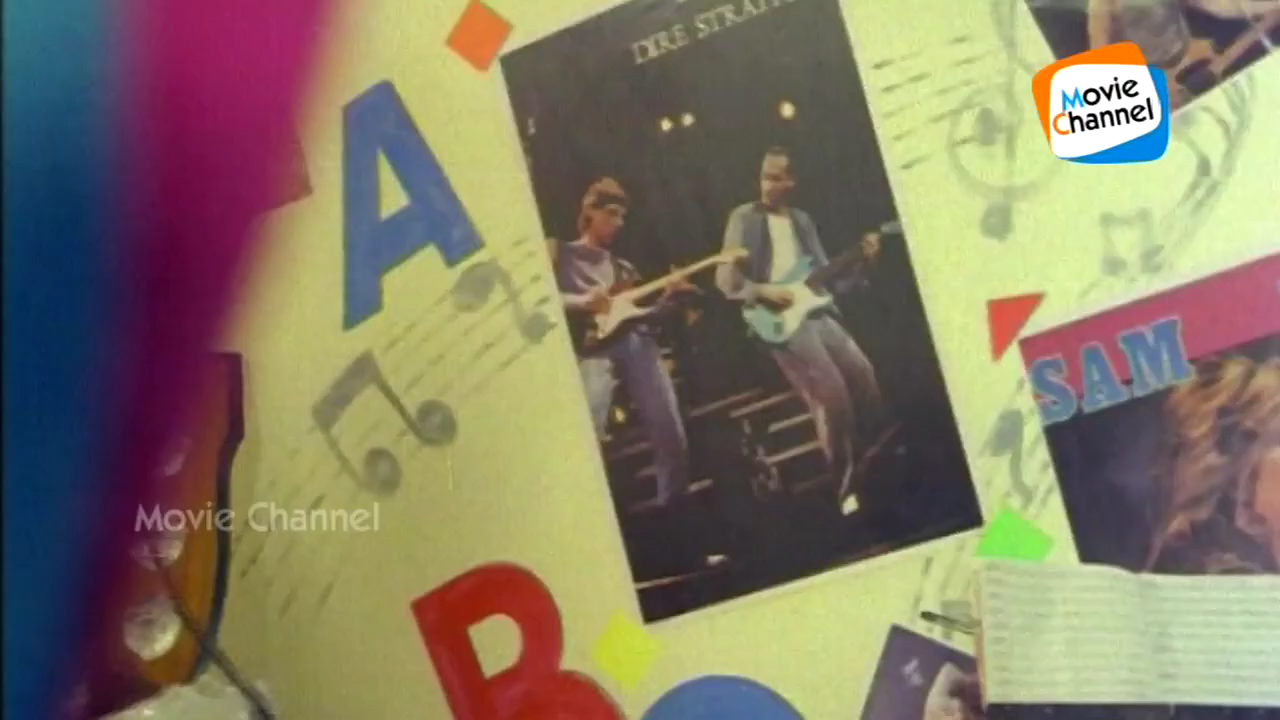 DIRE STRAITS
Movie
Channel
A
SAM
Movie Channel
B